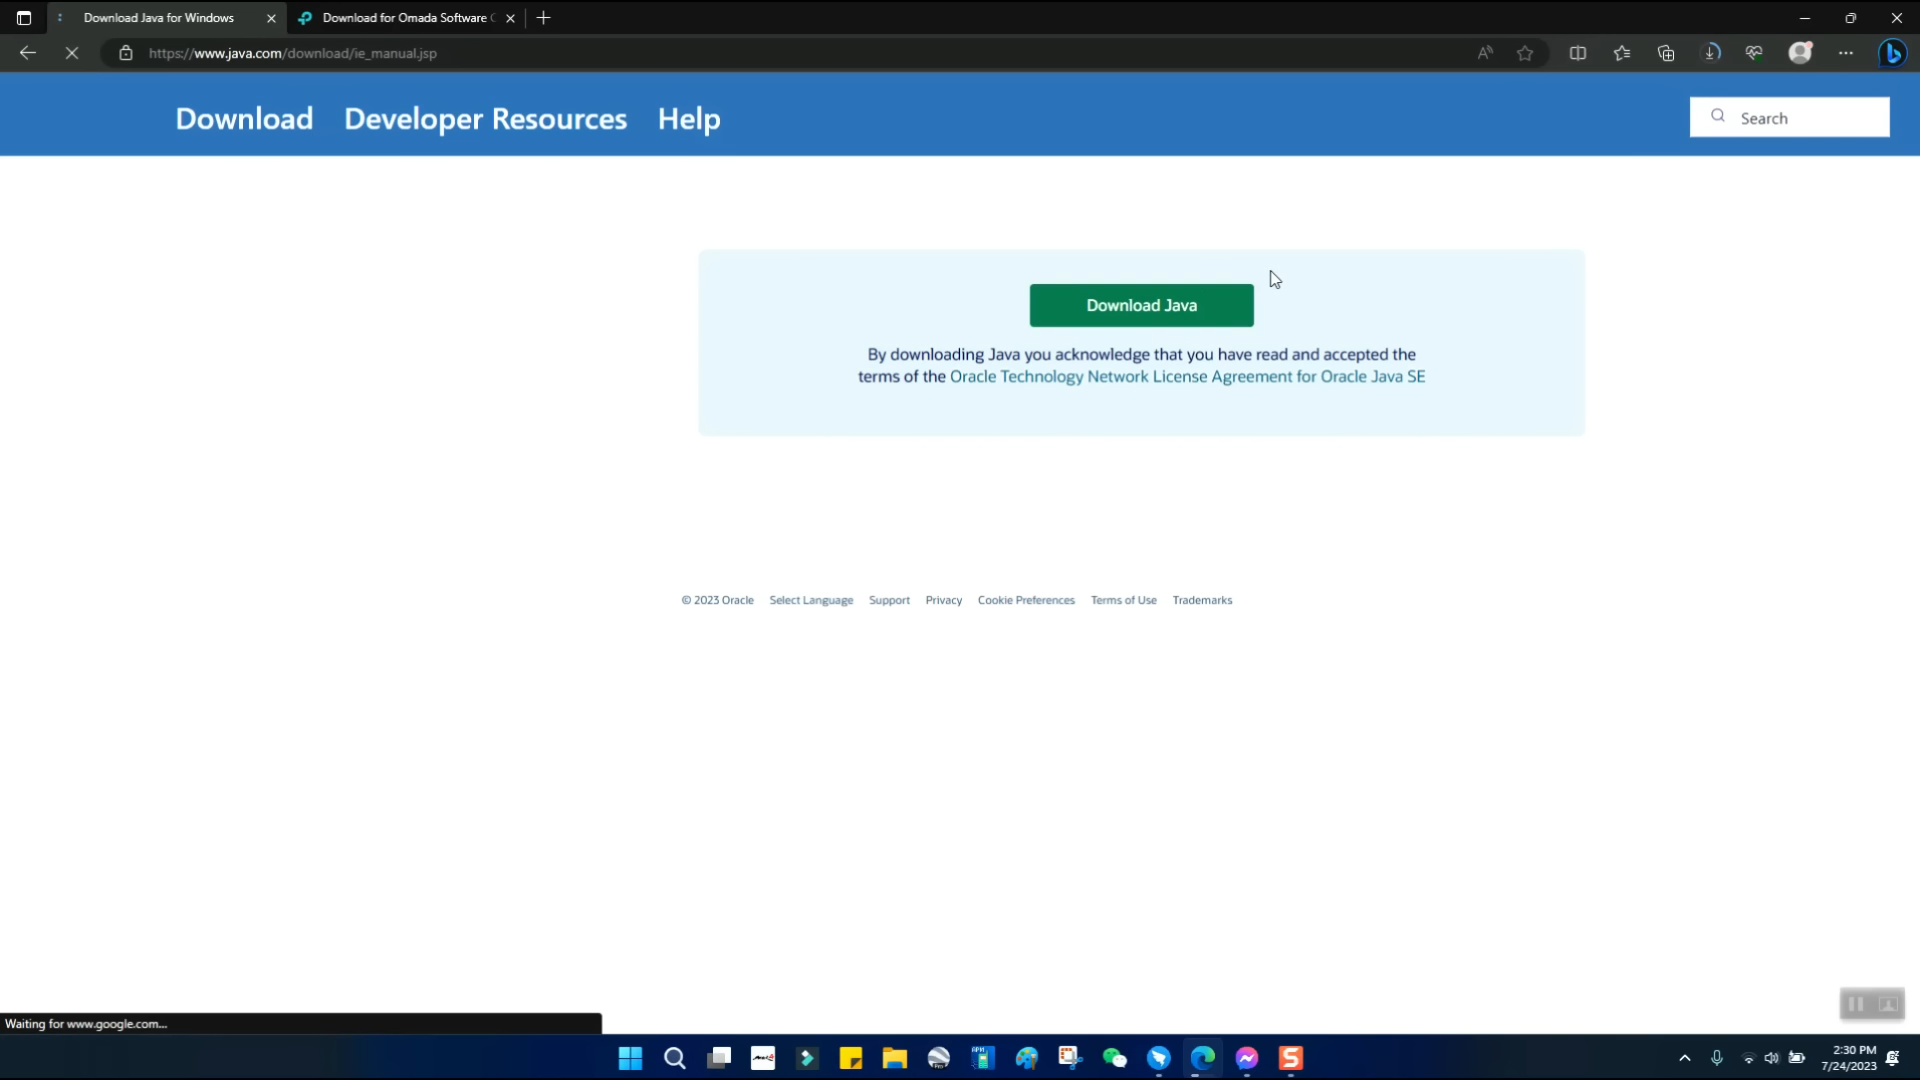 Download Java for Windows
Download for Omada Software C
https://www.java.com/download/ie_manual.jsp
Download Developer Resources Help
Search
Download Java
By downloading Java you acknowledge that you have read and accepted the
terms of the Oracle Technology Network License Agreement for Oracle Java SE
© 2023 Oracle Select Language Support Privacy Cookie Preferences Terms of Use Trademarks
Waiting for www.google.com...
2:30 PM
7/24/2023